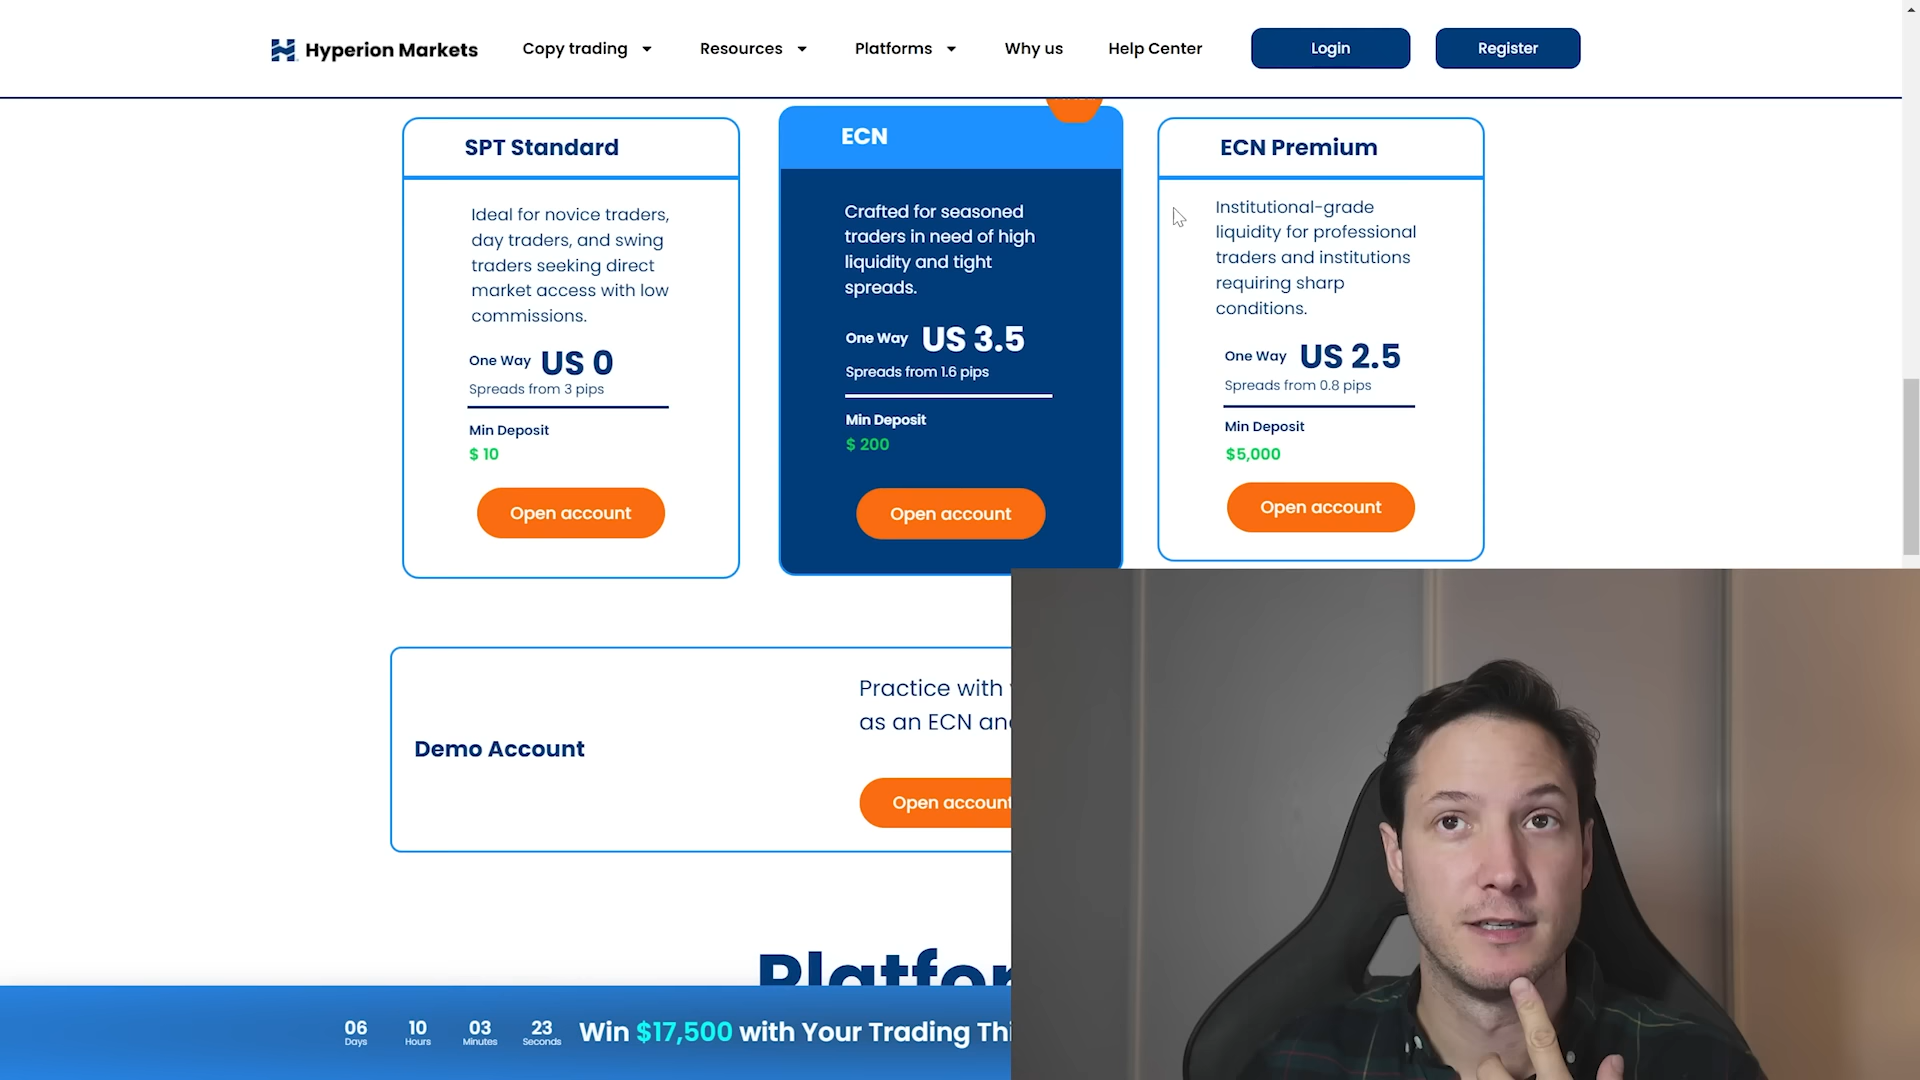 Hyperion Markets
Copy trading
Resources
Platforms
Why us
Help Center
Login
Register
SPT Standard
Ideal for novice traders,
day traders, and swing
traders seeking direct
market access with low
commissions.
One Way US 0
Spreads from 3 pips
Min Deposit
$ 10
Open account
ECN
Crafted for seasoned
traders in need of high
liquidity and tight
spreads.
One Way US 3.5
Spreads from 1.6 pips
Min Deposit
$ 200
Open account
ECN Premium
Institutional-grade
liquidity for professional
traders and institutions
requiring sharp
conditions.
One Way US 2.5
Spreads from 0.8 pips
Min Deposit
$5,000
Open account
Demo Account
Practice with
as an ECN and
Open account
Platfor
06 10 03 23
Days Hours Minutes Seconds
Win $17,500 with Your Trading Thi